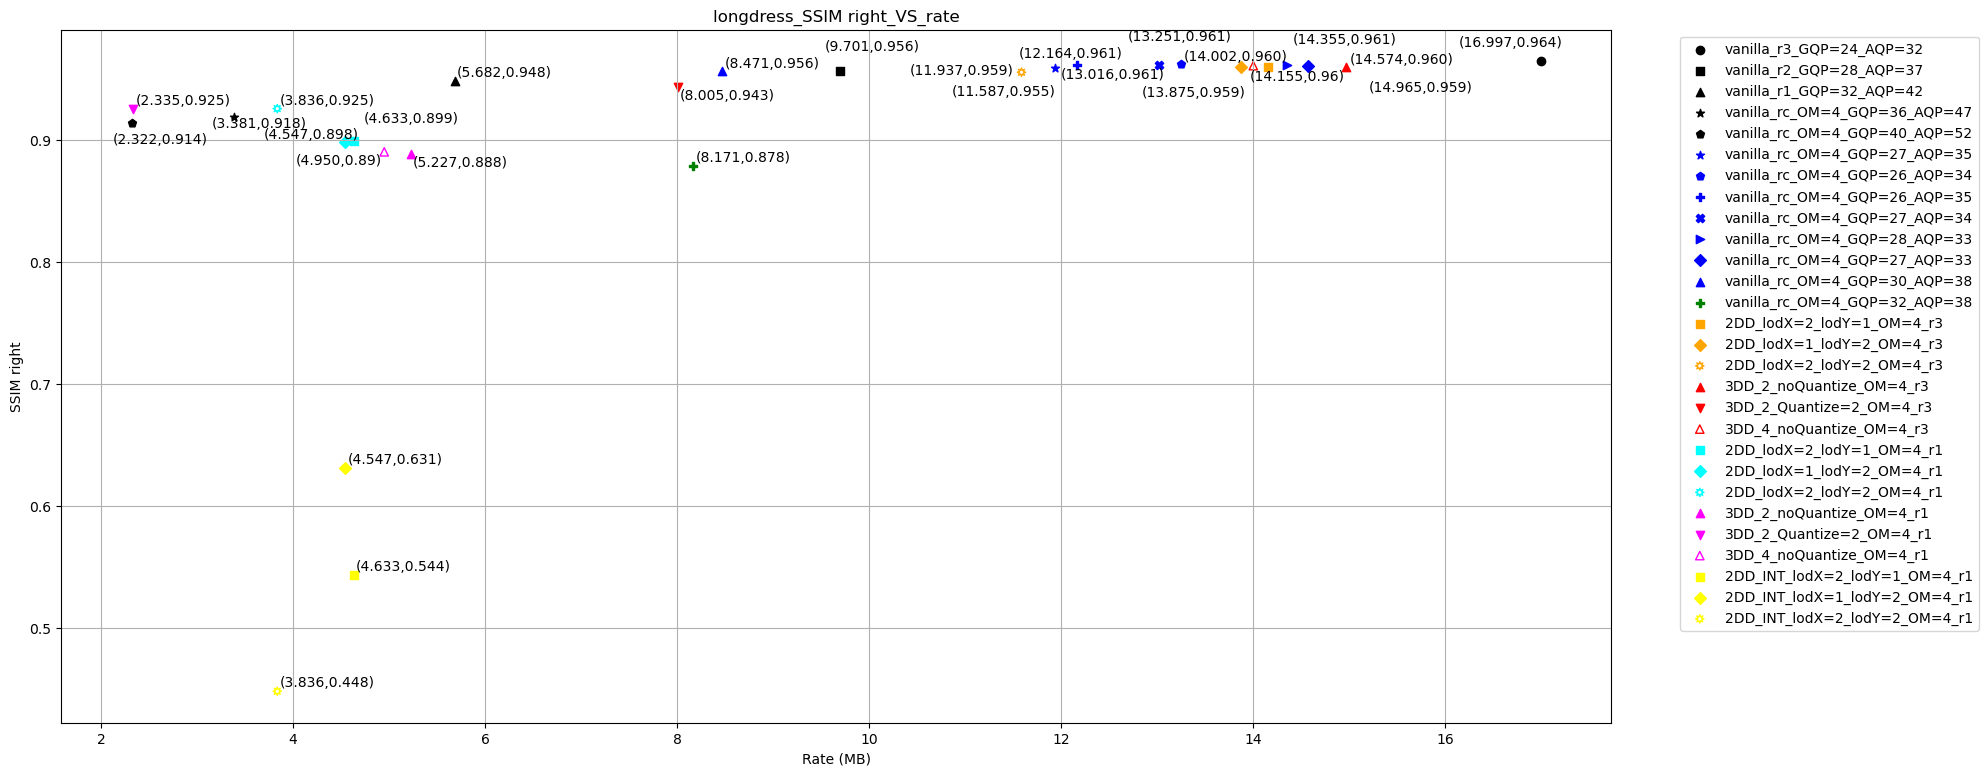 longdress_SSIM right_VS_rate
SSIM right
0.9
0.8
0.7
0.6
0.5
(2.335,0.925)
(2.322,0.914)
(3.381,0.918)
(3.836,0.925)
(4.547,0.898)
(4.633,0.899)
(4.950,0.89)
(5.227,0.888)
(5.682,0.948)
(8.005,0.943)
(8.171,0.878)
(8.471,0.956)
(9.701,0.956)
(11.937,0.959)
(11.587,0.955)
(12.164,0.961)
(13.016,0.961)
(13.251,0.961)
(13.875,0.959)
(14.002,0.960)
(14.155,0.96)
(14.355,0.961)
(14.574,0.960)
(14.965,0.959)
(16.997,0.964)
(4.547,0.631)
(4.633,0.544)
(3.836,0.448)
2
4
6
8
10
12
14
16
Rate (MB)
vanilla_r3_GQP=24_AQP=32
vanilla_r2_GQP=28_AQP=37
vanilla_r1_GQP=32_AQP=42
vanilla_rc_OM=4_GQP=36_AQP=47
vanilla_rc_OM=4_GQP=40_AQP=52
vanilla_rc_OM=4_GQP=27_AQP=35
vanilla_rc_OM=4_GQP=26_AQP=34
vanilla_rc_OM=4_GQP=26_AQP=35
vanilla_rc_OM=4_GQP=27_AQP=34
vanilla_rc_OM=4_GQP=28_AQP=33
vanilla_rc_OM=4_GQP=27_AQP=33
vanilla_rc_OM=4_GQP=30_AQP=38
vanilla_rc_OM=4_GQP=32_AQP=38
2DD_lodX=2_lodY=1_OM=4_r3
2DD_lodX=1_lodY=2_OM=4_r3
2DD_lodX=2_lodY=2_OM=4_r3
3DD_2_noQuantize_OM=4_r3
3DD_2_Quantize=2_OM=4_r3
3DD_4_noQuantize_OM=4_r3
2DD_lodX=2_lodY=1_OM=4_r1
2DD_lodX=1_lodY=2_OM=4_r1
2DD_lodX=2_lodY=2_OM=4_r1
3DD_2_noQuantize_OM=4_r1
3DD_2_Quantize=2_OM=4_r1
3DD_4_noQuantize_OM=4_r1
2DD_INT_lodX=2_lodY=1_OM=4_r1
2DD_INT_lodX=1_lodY=2_OM=4_r1
2DD_INT_lodX=2_lodY=2_OM=4_r1